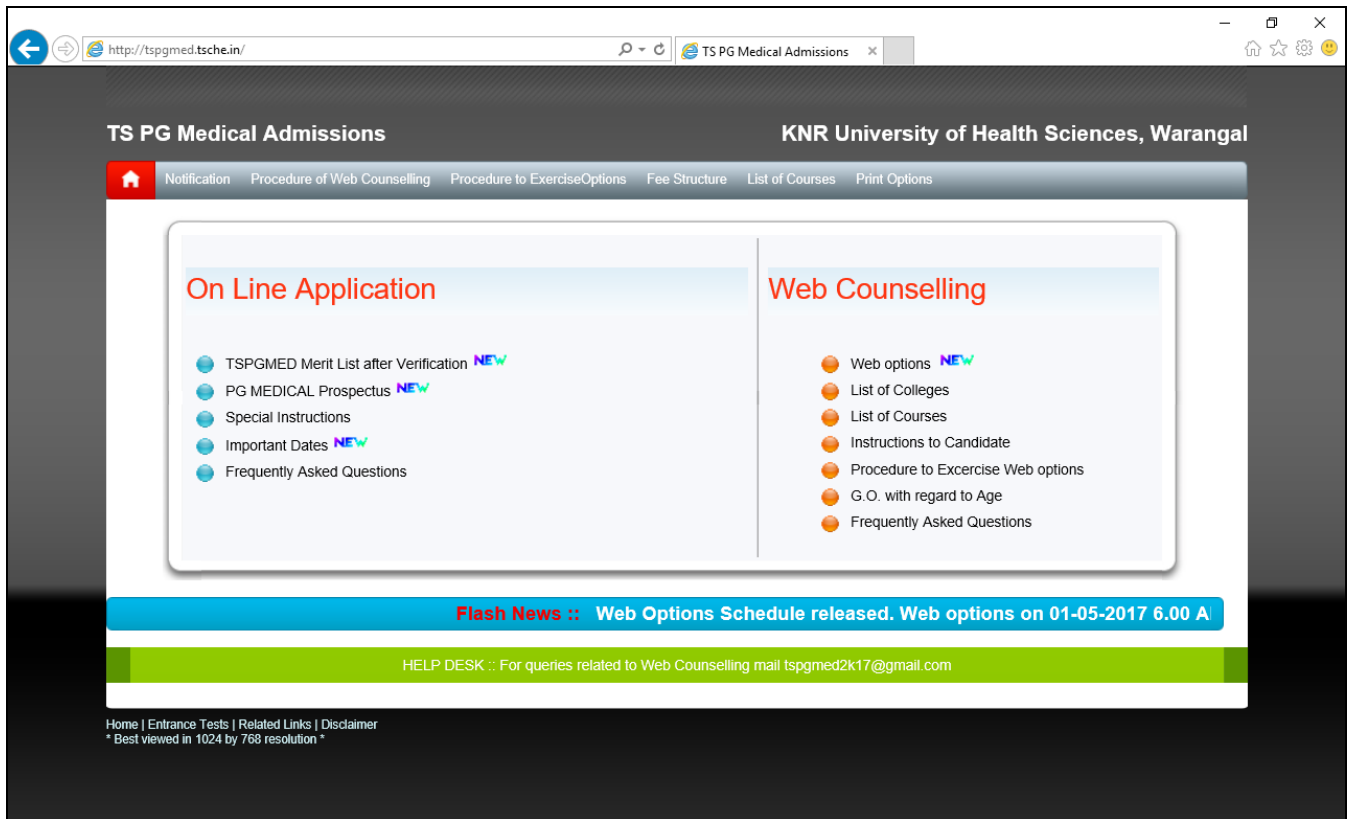 http://tspgmed.tsche.in/
TS PG Medical Admissions
TS PG Medical Admissions
KNR University of Health Sciences, Warangal
Notification Procedure of Web Counselling Procedure to ExerciseOptions Fee Structure List of Courses Print Options
On Line Application
TSPGMED Merit List after Verification NEW
PG MEDICAL Prospectus NEW
Special Instructions
Important Dates NEW
Frequently Asked Questions
Web Counselling
Web options NEW
List of Colleges
List of Courses
Instructions to Candidate
Procedure to Excercise Web options
G.O. with regard to Age
Frequently Asked Questions
Flash News :: Web Options Schedule released. Web options on 01-05-2017 6.00 A
HELP DESK :: For queries related to Web Counselling mail tspgmed2k17@gmail.com
Home | Entrance Tests | Related Links | Disclaimer
* Best viewed in 1024 by 768 resolution *